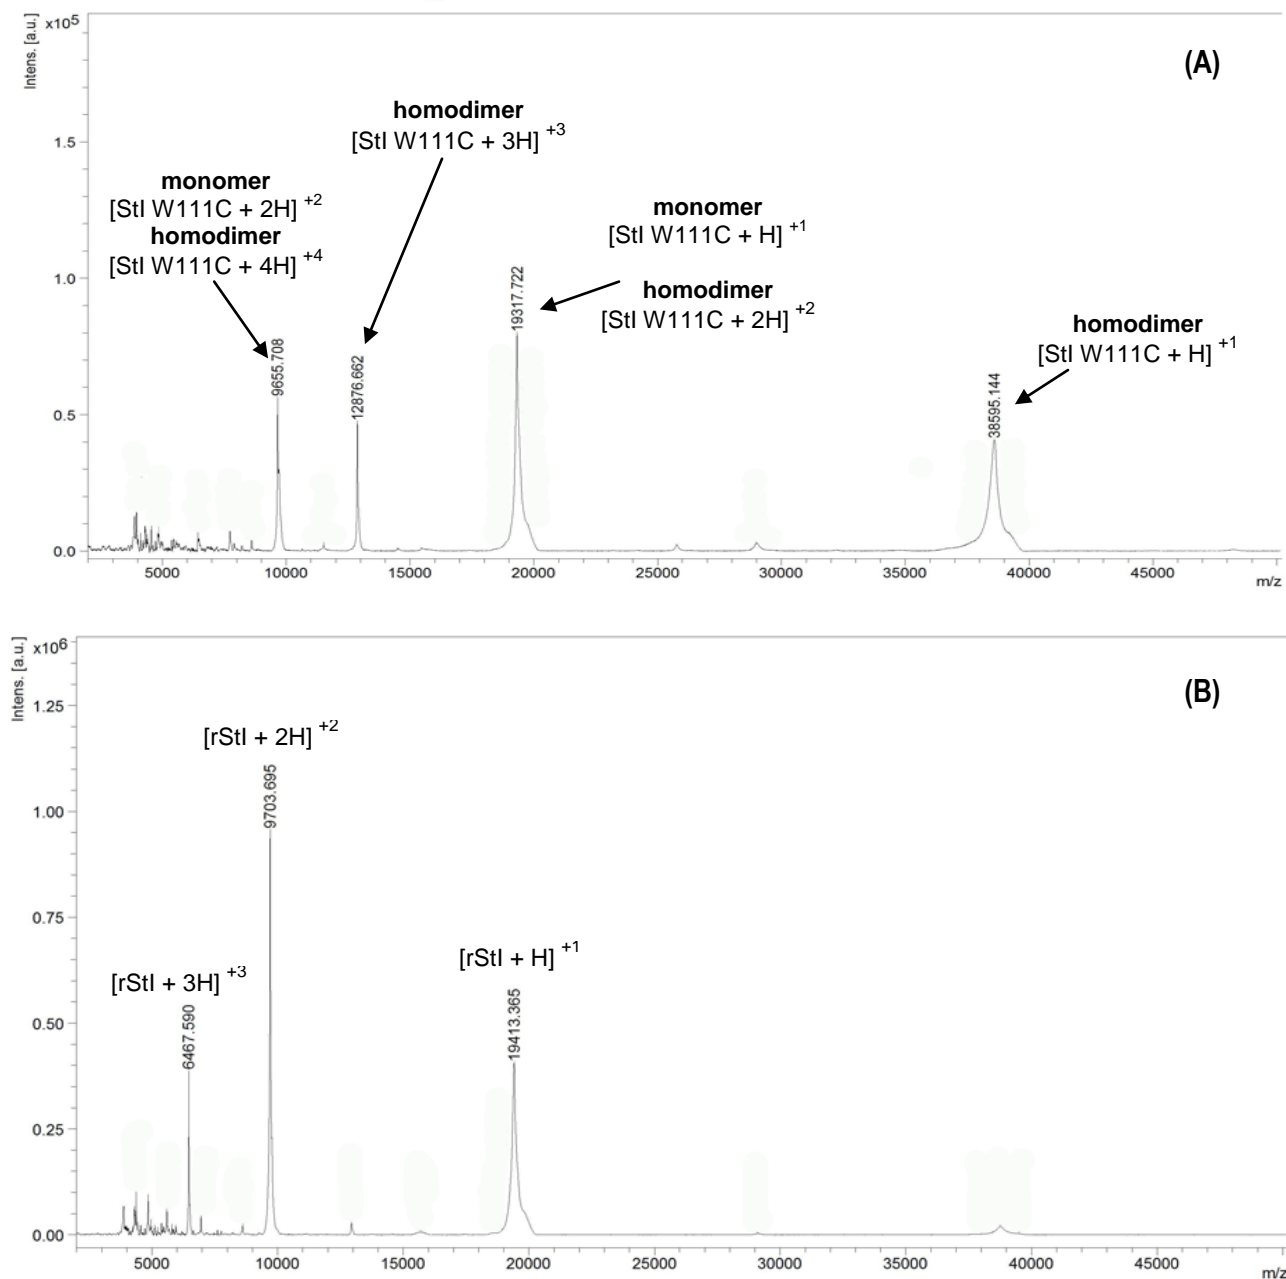 Intens. [a.u.]
x10⁵
(A)
homodimer
[StI W111C + 3H] +3
monomer
[StI W111C + 2H] +2
homodimer
[StI W111C + 4H] +4
monomer
[StI W111C + H] +1
homodimer
[StI W111C + 2H] +2
homodimer
[StI W111C + H] +1
9655.708
12876.662
19317.722
38595.144
1.5
1.0
0.5
0.0
5000 10000 15000 20000 25000 30000 35000 40000 45000
m/z
Intens. [a.u.]
x10⁶
(B)
[rStI + 2H] +2
[rStI + 3H] +3
[rStI + H] +1
9703.695
6467.590
19413.365
1.25
1.00
0.75
0.50
0.25
0.00
5000 10000 15000 20000 25000 30000 35000 40000 45000
m/z